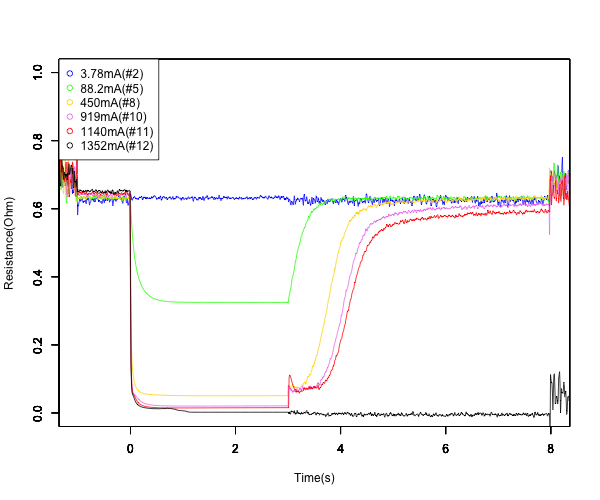 3.78mA(#2)
88.2mA(#5)
450mA(#8)
919mA(#10)
1140mA(#11)
1352mA(#12)
Resistance(Ohm)
1.0
0.8
0.6
0.4
0.2
0.0
0 2 4 6 8
Time(s)